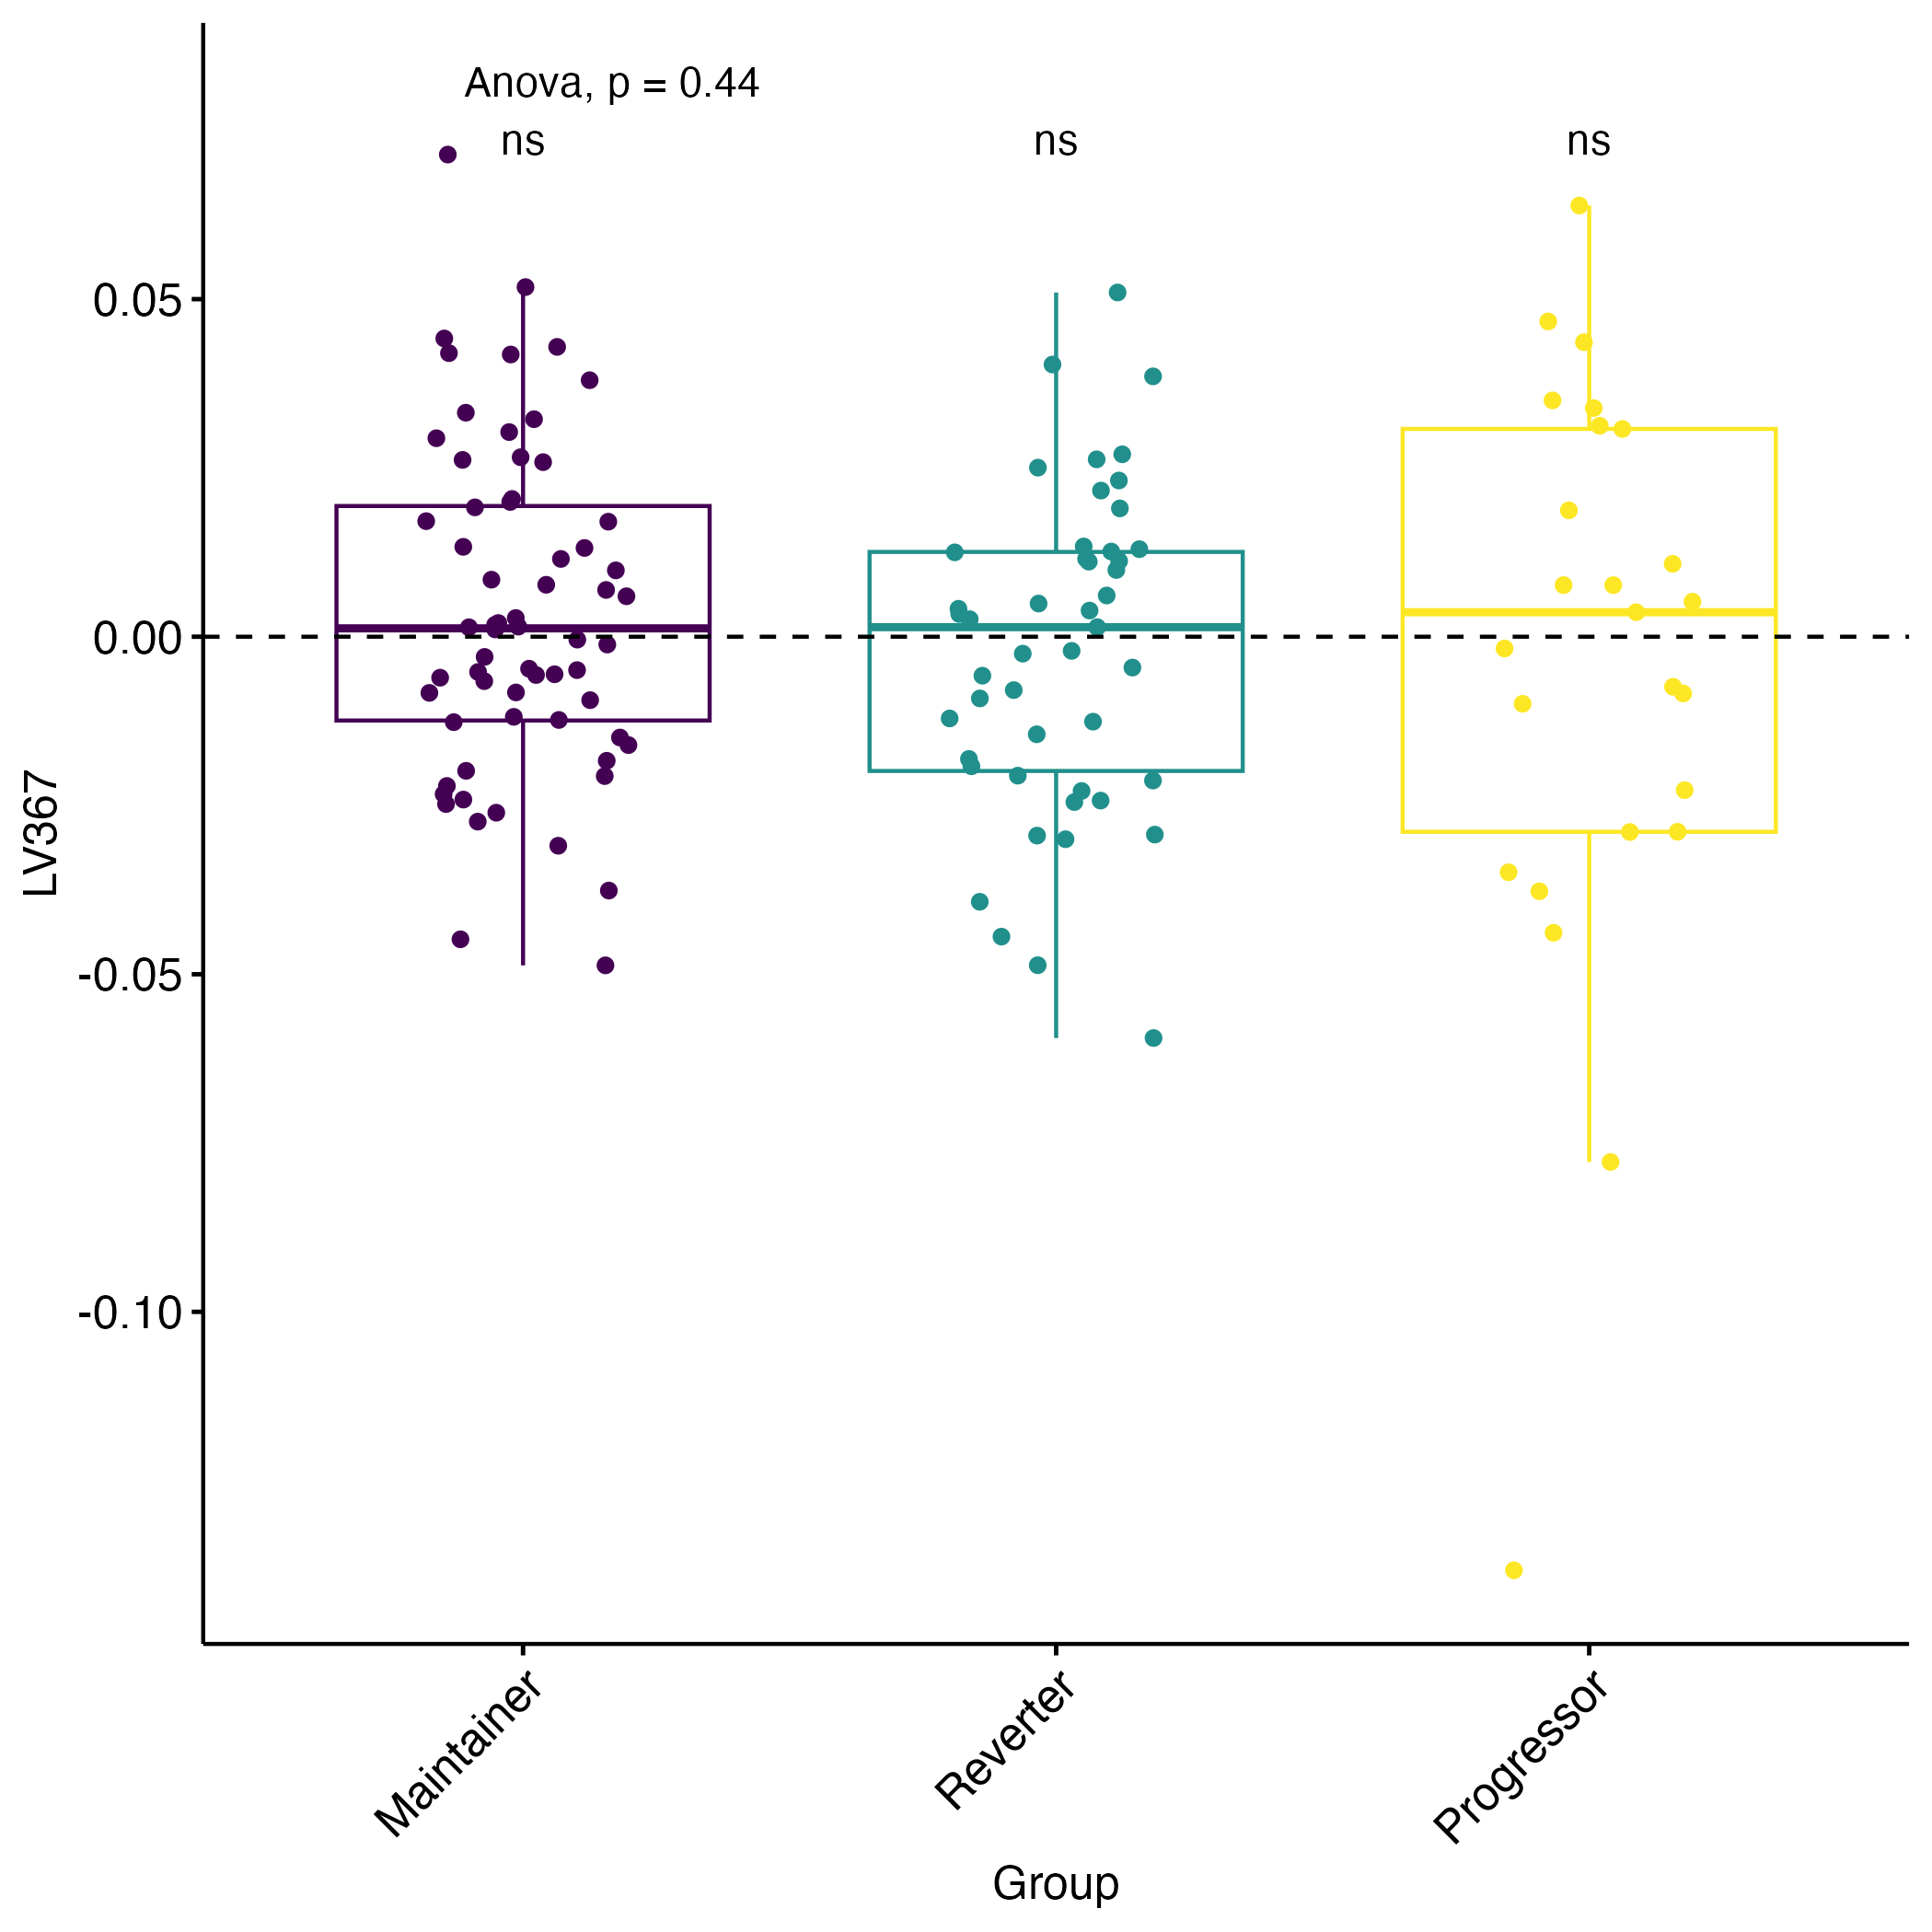 Anova, p = 0.44
ns
ns
ns
0.05
0.00
-0.05
-0.10
LV367
Maintainer
Reverter
Progressor
Group